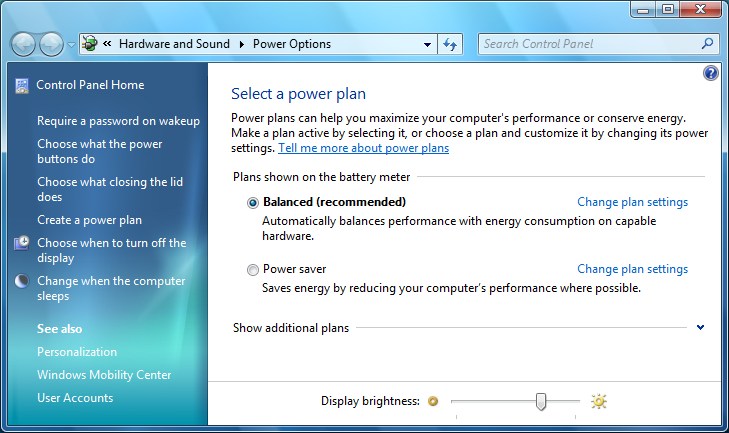 « Hardware and Sound ▸ Power Options
Search Control Panel
Control Panel Home
Require a password on wakeup
Choose what the power
buttons do
Choose what closing the lid
does
Create a power plan
Choose when to turn off the
display
Change when the computer
sleeps
See also
Personalization
Windows Mobility Center
User Accounts
Select a power plan
Power plans can help you maximize your computer's performance or conserve energy.
Make a plan active by selecting it, or choose a plan and customize it by changing its power
settings. Tell me more about power plans
Plans shown on the battery meter
Balanced (recommended) Change plan settings
Automatically balances performance with energy consumption on capable
hardware.
Power saver Change plan settings
Saves energy by reducing your computer's performance where possible.
Show additional plans
Display brightness: